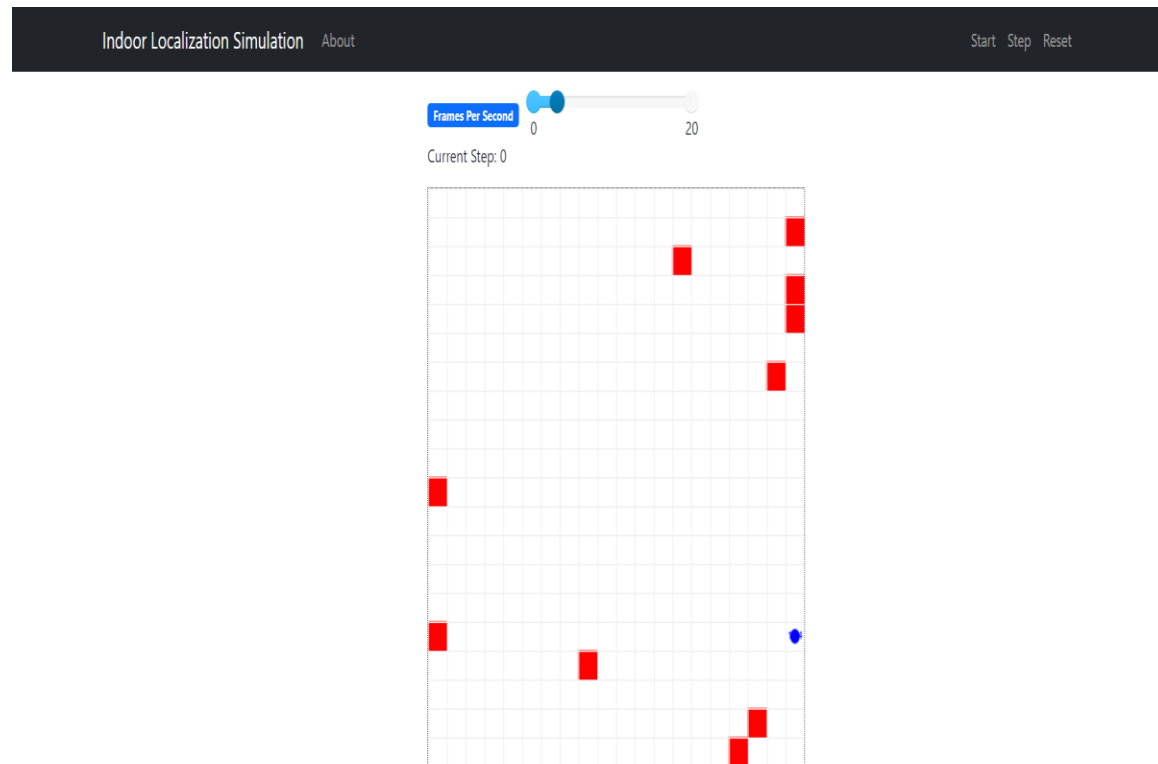 Indoor Localization Simulation About Start Step Reset
Frames Per Second
0 20
Current Step: 0